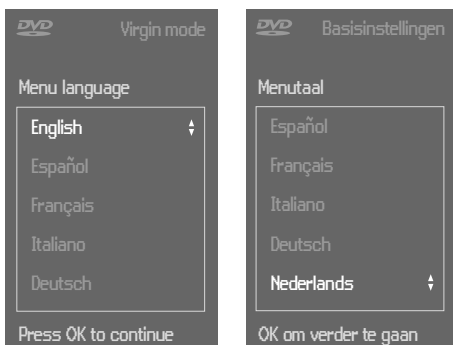 DVD Virgin mode
Menu language
English
Español
Français
Italiano
Deutsch
Press OK to continue
DVD Basisinstellingen
Menutaal
Español
Français
Italiano
Deutsch
Nederlands
OK om verder te gaan